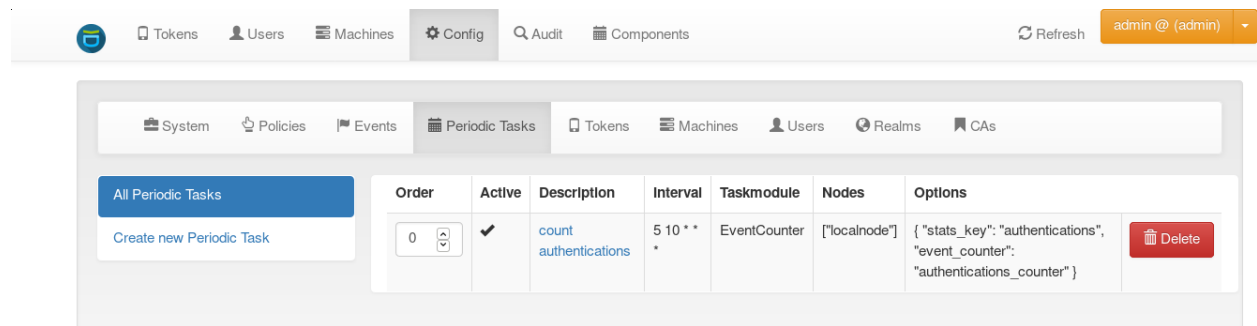 Tokens Users Machines Config Audit Components Refresh admin @ (admin)
System Policies Events Periodic Tasks Tokens Machines Users Realms CAs
All Periodic Tasks
Create new Periodic Task
Order Active Description Interval Taskmodule Nodes Options
0 count 5 10 * * EventCounter ["localnode"] { "stats_key": "authentications", Delete
authentications * "event_counter":
"authentications_counter" }